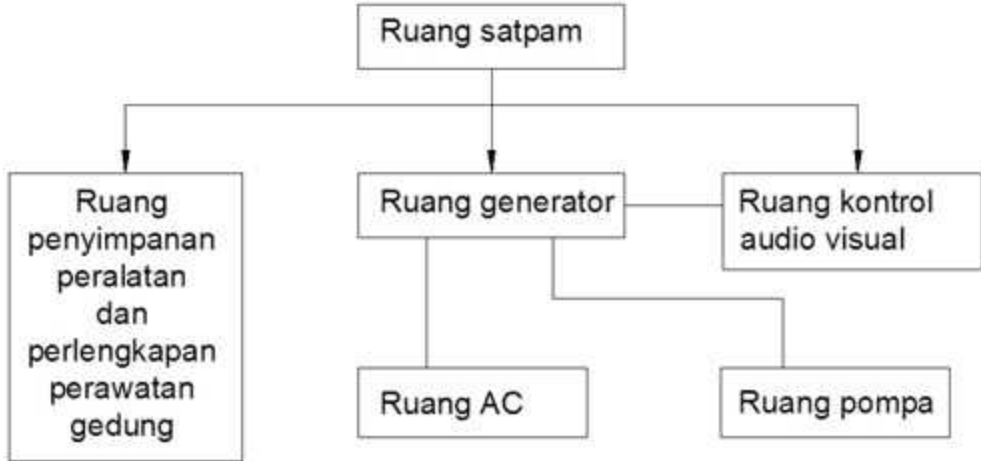 Ruang satpam
Ruang
penyimpanan
peralatan
dan
perlengkapan
perawatan
gedung
Ruang generator
Ruang kontrol
audio visual
Ruang AC
Ruang pompa